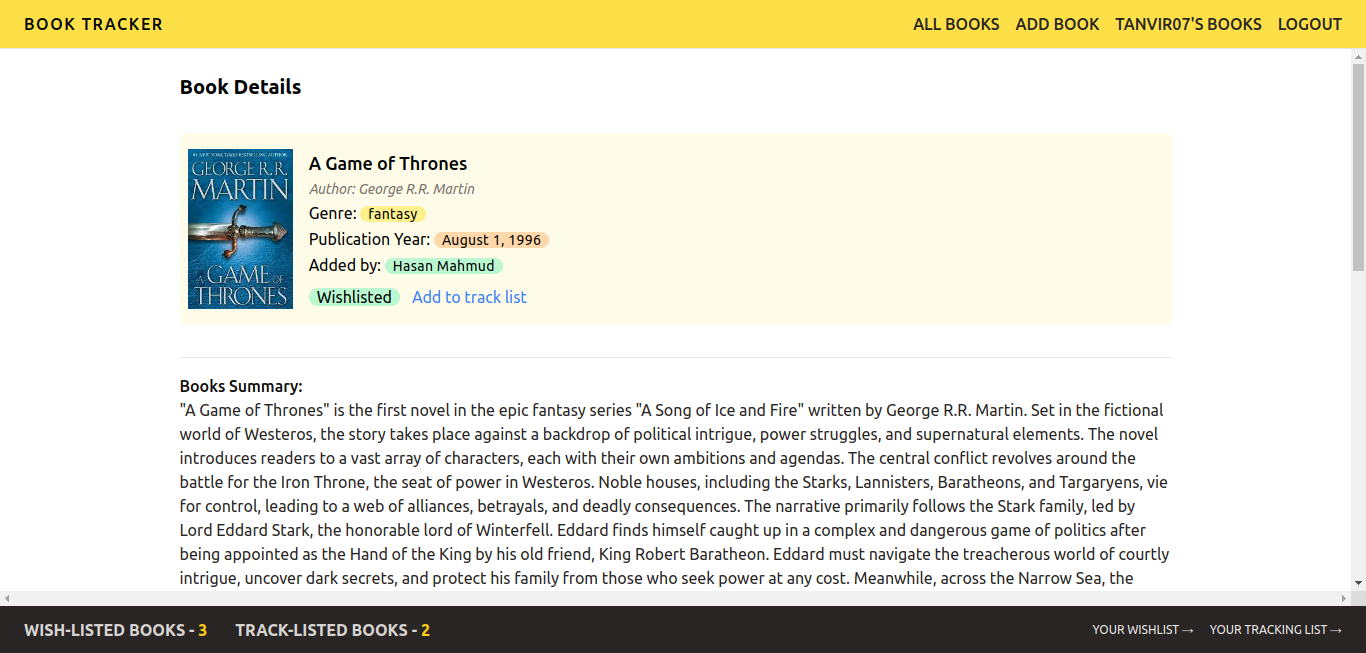 BOOK TRACKER
ALL BOOKS ADD BOOK TANVIR07'S BOOKS LOGOUT
Book Details
#1 NEW YORK TIMES BESTSELLING AUTHOR
GEORGE R.R.
MARTIN
A GAME OF
THRONES
A Game of Thrones
Author: George R.R. Martin
Genre: fantasy
Publication Year: August 1, 1996
Added by: Hasan Mahmud
Wishlisted Add to track list
Books Summary:
"A Game of Thrones" is the first novel in the epic fantasy series "A Song of Ice and Fire" written by George R.R. Martin. Set in the fictional
world of Westeros, the story takes place against a backdrop of political intrigue, power struggles, and supernatural elements. The novel
introduces readers to a vast array of characters, each with their own ambitions and agendas. The central conflict revolves around the
battle for the Iron Throne, the seat of power in Westeros. Noble houses, including the Starks, Lannisters, Baratheons, and Targaryens, vie
for control, leading to a web of alliances, betrayals, and deadly consequences. The narrative primarily follows the Stark family, led by
Lord Eddard Stark, the honorable lord of Winterfell. Eddard finds himself caught up in a complex and dangerous game of politics after
being appointed as the Hand of the King by his old friend, King Robert Baratheon. Eddard must navigate the treacherous world of courtly
intrigue, uncover dark secrets, and protect his family from those who seek power at any cost. Meanwhile, across the Narrow Sea, the
WISH-LISTED BOOKS - 3 TRACK-LISTED BOOKS - 2
YOUR WISHLIST → YOUR TRACKING LIST →